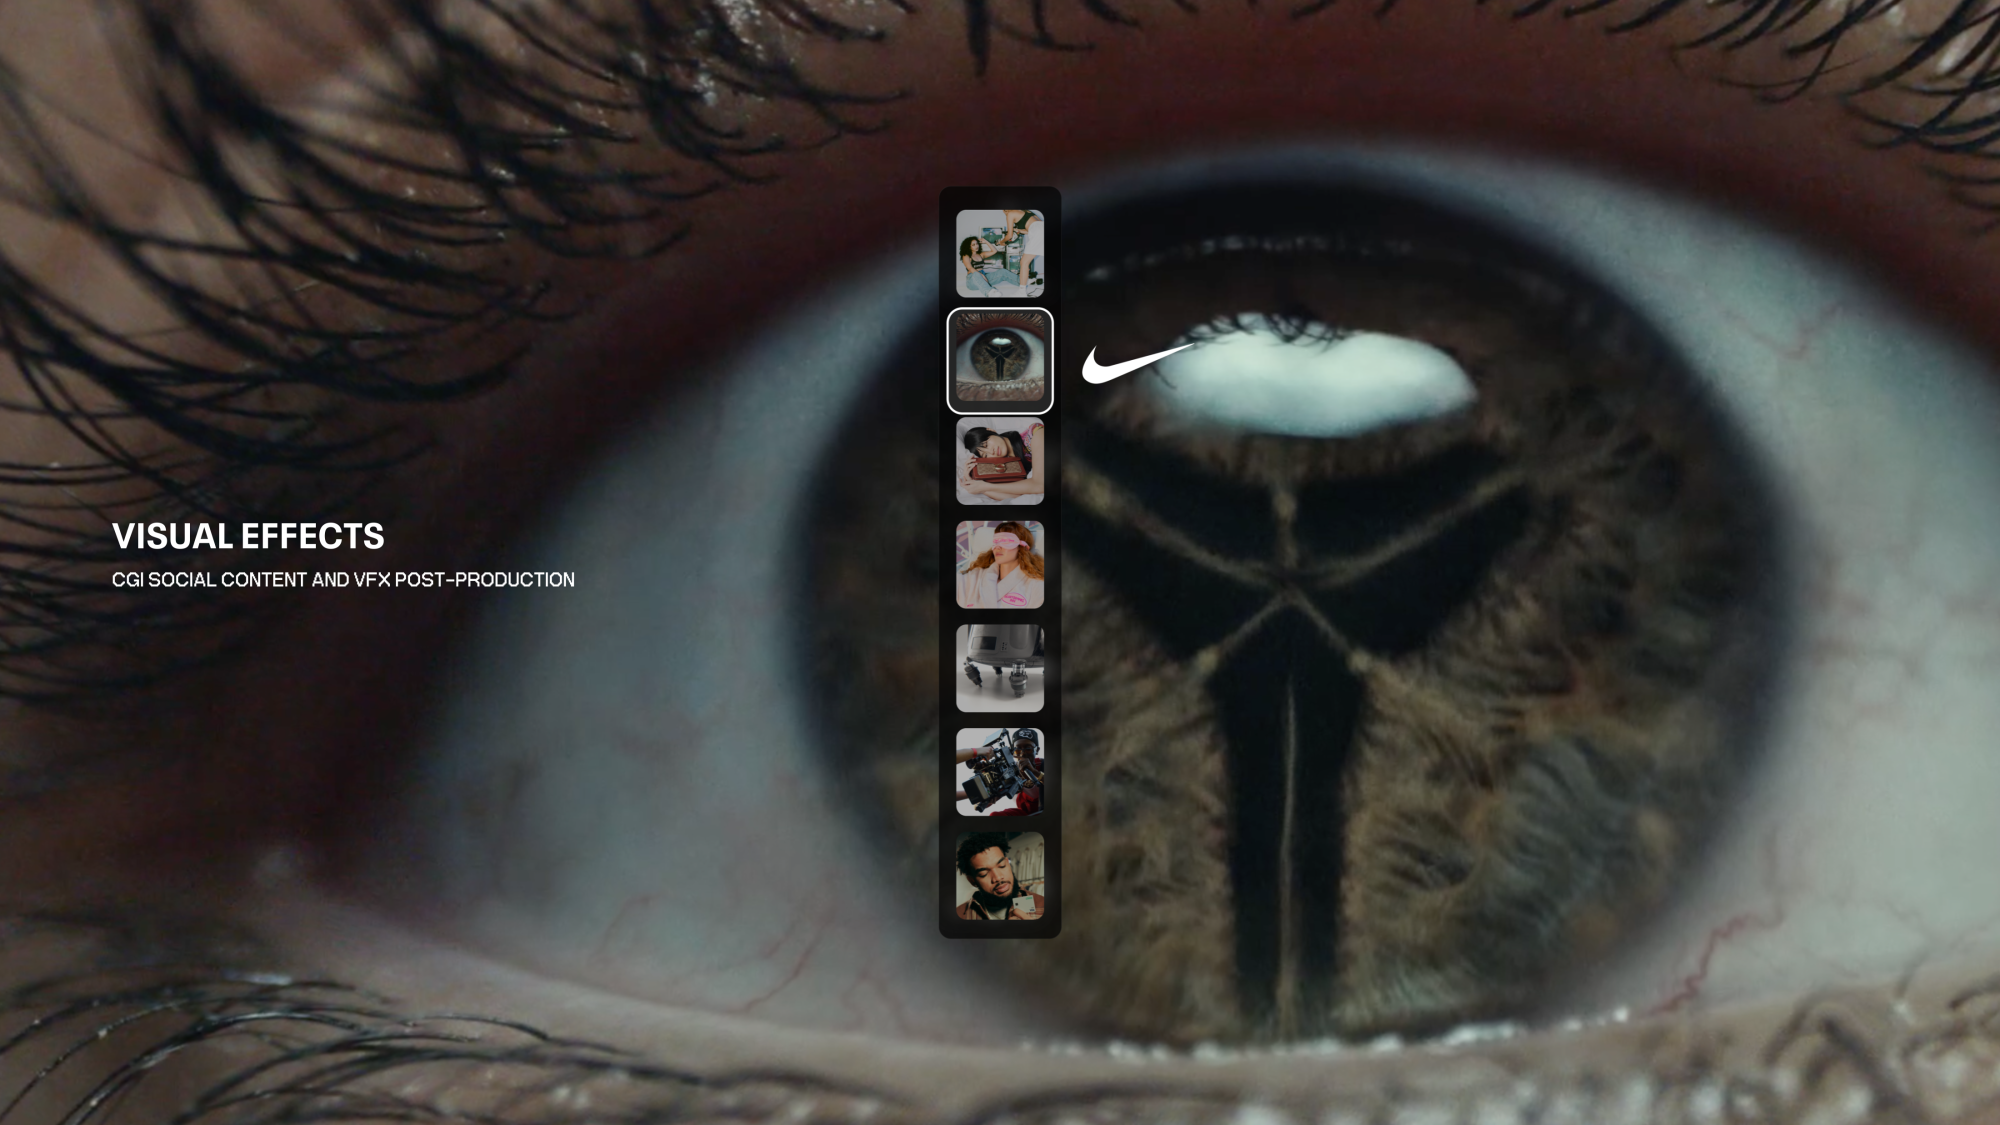 VISUAL EFFECTS
CGI SOCIAL CONTENT AND VFX POST-PRODUCTION